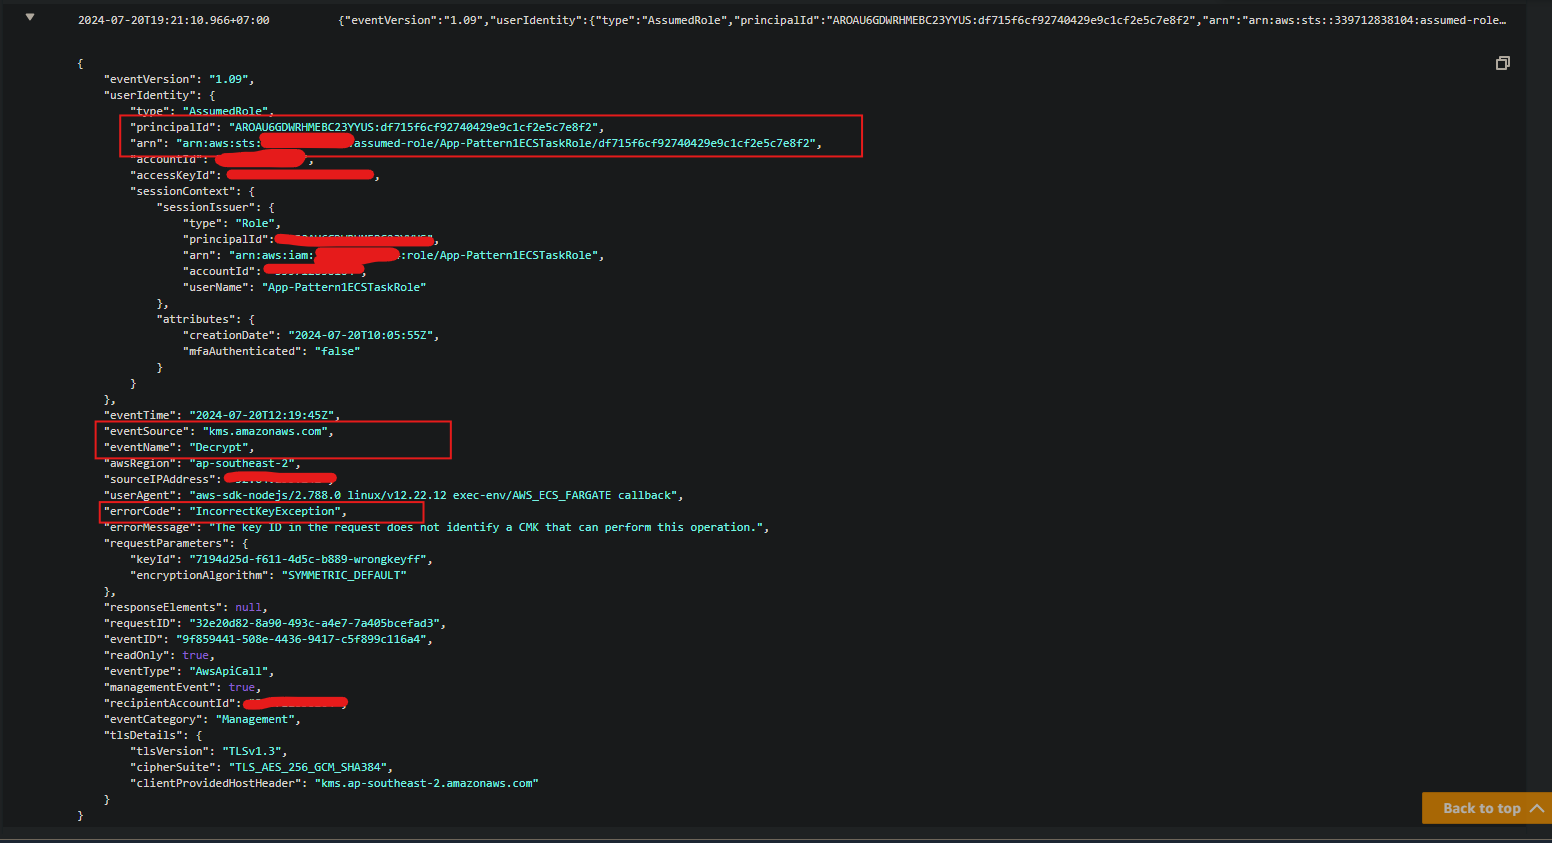 2024-07-20T19:21:10.966+07:00 {"eventVersion":"1.09","userIdentity":{"type":"AssumedRole","principalId":"AROAU6GDWRHMEBC23YYUS:df715f6cf92740429e9c1cf2e5c7e8f2","arn":"arn:aws:sts::339712838104:assumed-role…
{
"eventVersion": "1.09",
"userIdentity": {
"type": "AssumedRole",
"principalId": "AROAU6GDWRHMEBC23YYUS:df715f6cf92740429e9c1cf2e5c7e8f2",
"arn": "arn:aws:sts: :assumed-role/App-Pattern1ECSTaskRole/df715f6cf92740429e9c1cf2e5c7e8f2",
"accountId": ,
"accessKeyId": ,
"sessionContext": {
"sessionIssuer": {
"type": "Role",
"principalId": ,
"arn": "arn:aws:iam: :role/App-Pattern1ECSTaskRole",
"accountId": ,
"userName": "App-Pattern1ECSTaskRole"
},
"attributes": {
"creationDate": "2024-07-20T10:05:55Z",
"mfaAuthenticated": "false"
}
}
},
"eventTime": "2024-07-20T12:19:45Z",
"eventSource": "kms.amazonaws.com",
"eventName": "Decrypt",
"awsRegion": "ap-southeast-2",
"sourceIPAddress": ,
"userAgent": "aws-sdk-nodejs/2.788.0 linux/v12.22.12 exec-env/AWS_ECS_FARGATE callback",
"errorCode": "IncorrectKeyException",
"errorMessage": "The key ID in the request does not identify a CMK that can perform this operation.",
"requestParameters": {
"keyId": "7194d25d-f611-4d5c-b889-wrongkeyff",
"encryptionAlgorithm": "SYMMETRIC_DEFAULT"
},
"responseElements": null,
"requestID": "32e20d82-8a90-493c-a4e7-7a405bcefad3",
"eventID": "9f859441-508e-4436-9417-c5f899c116a4",
"readOnly": true,
"eventType": "AwsApiCall",
"managementEvent": true,
"recipientAccountId": ,
"eventCategory": "Management",
"tlsDetails": {
"tlsVersion": "TLSv1.3",
"cipherSuite": "TLS_AES_256_GCM_SHA384",
"clientProvidedHostHeader": "kms.ap-southeast-2.amazonaws.com"
}
}
Back to top